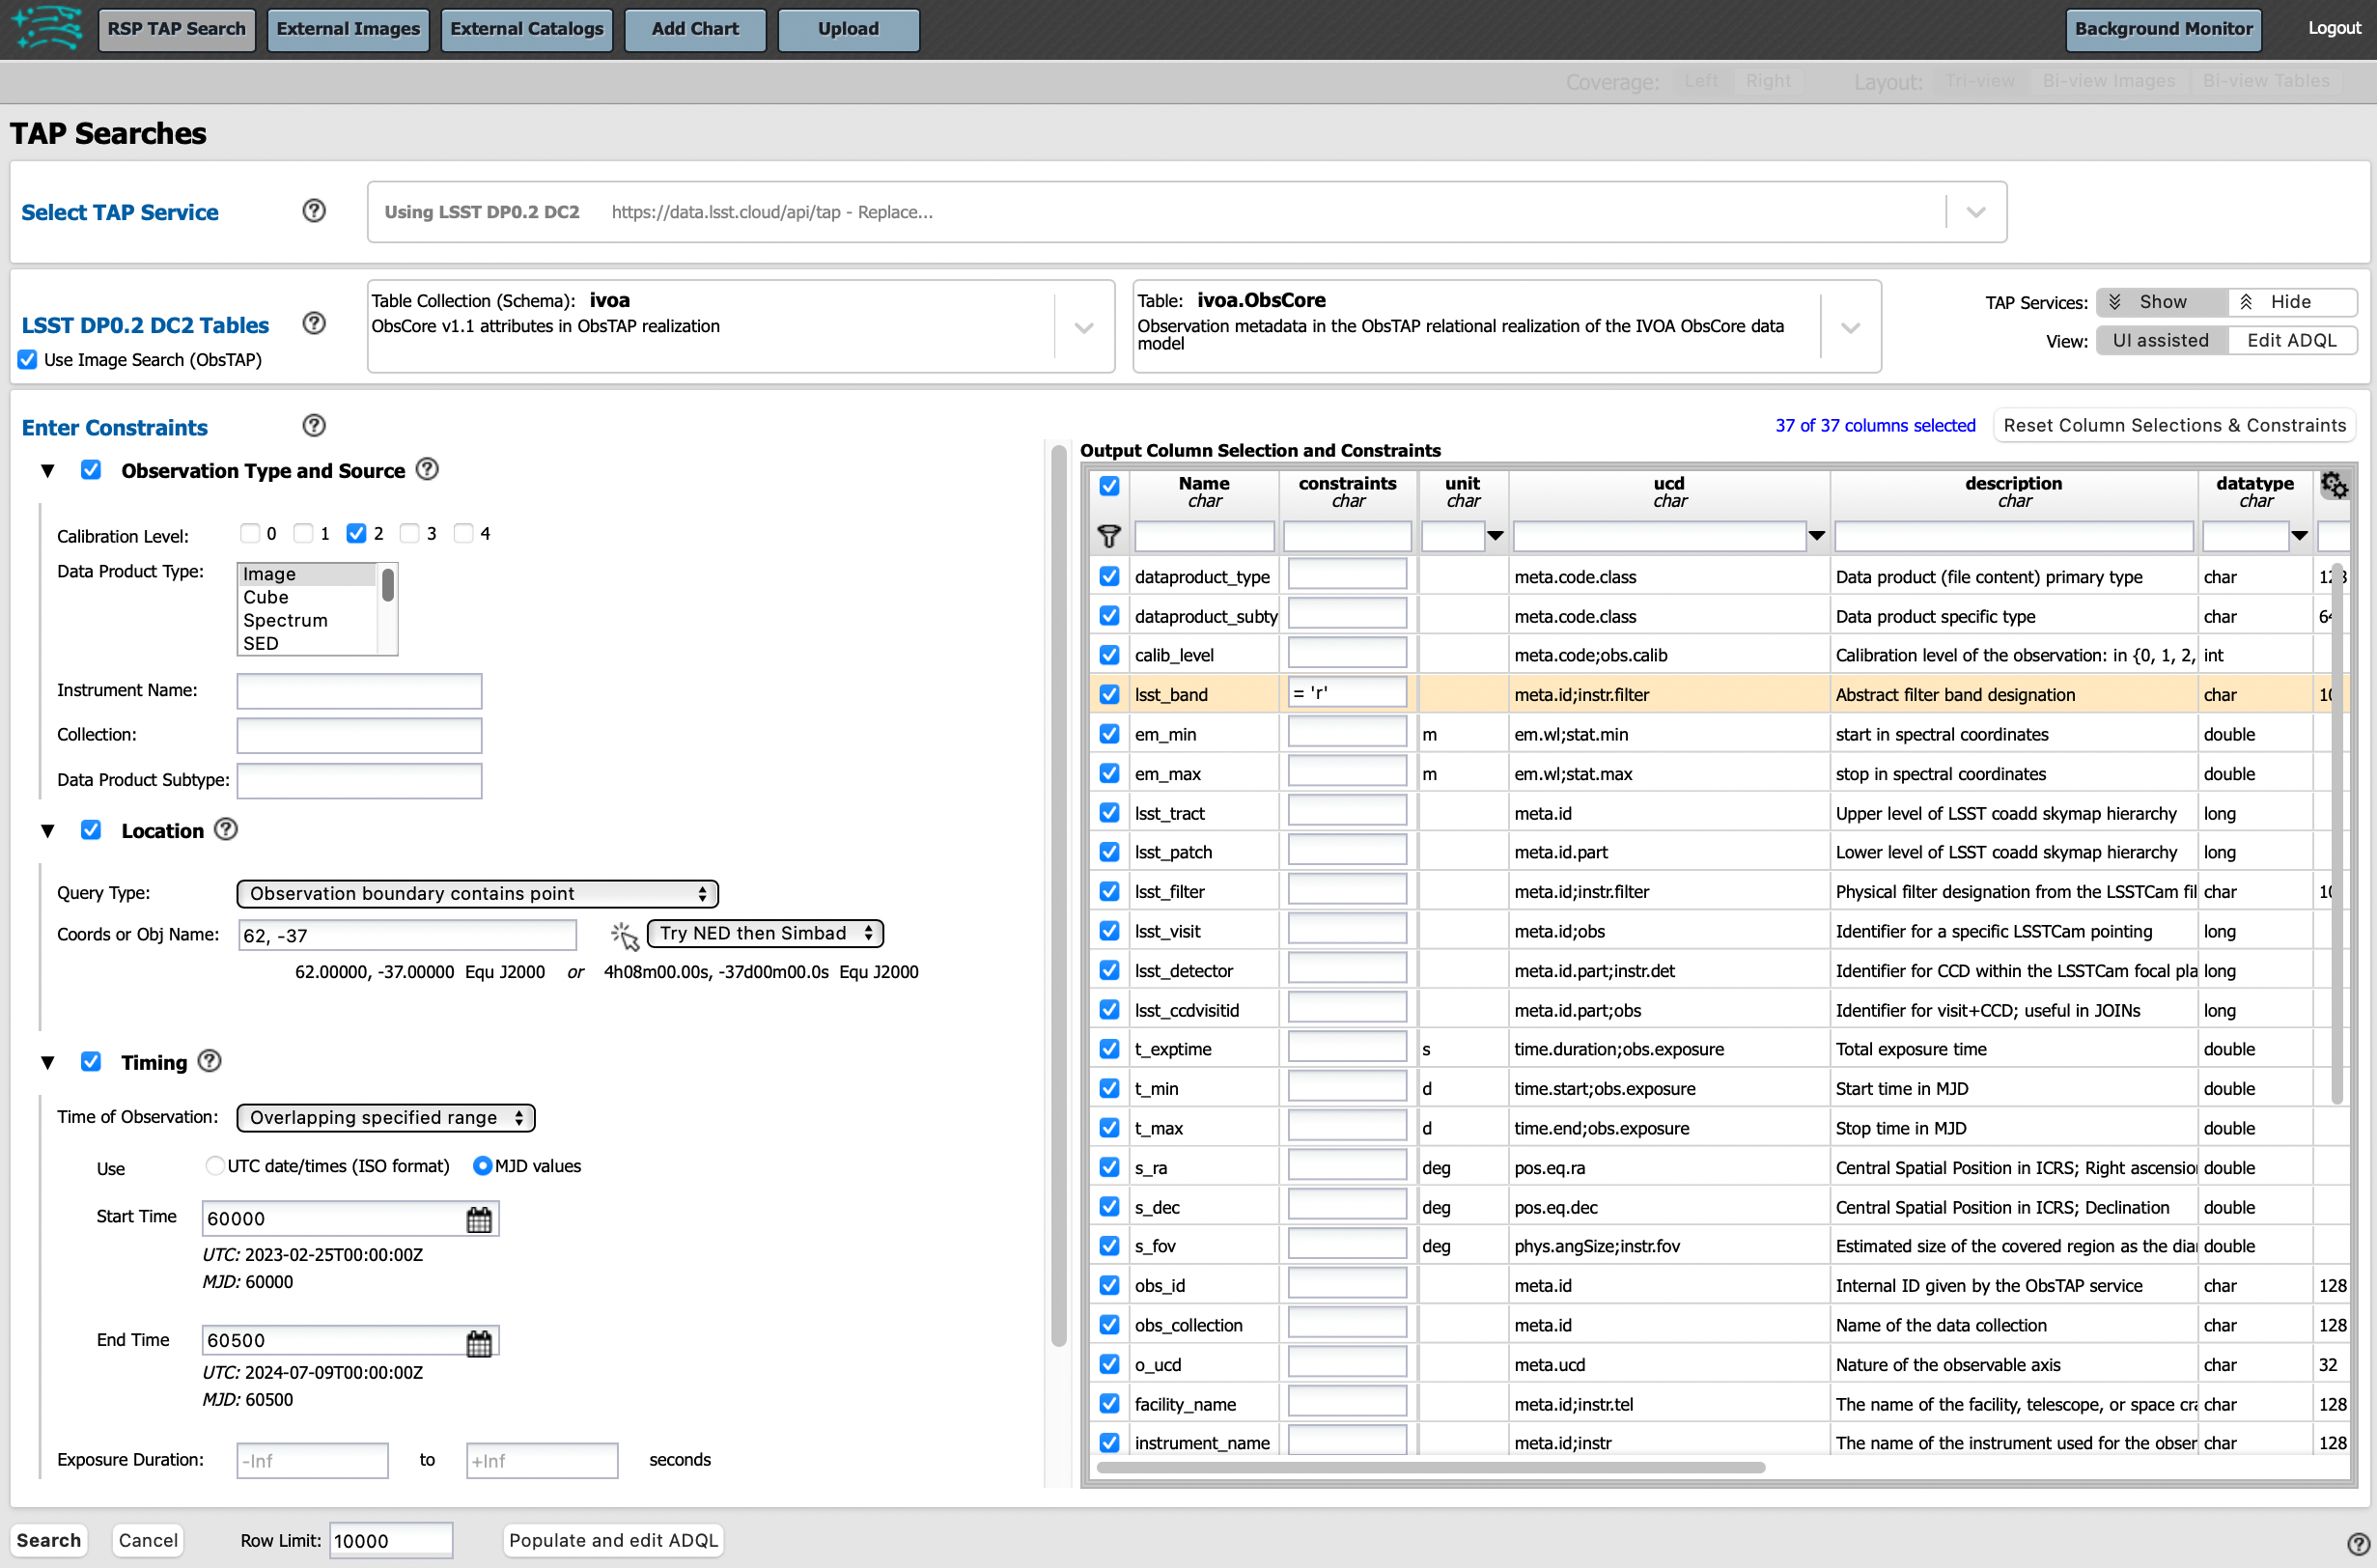 RSP TAP Search External Images External Catalogs Add Chart Upload Background Monitor Logout
Coverage: Left Right Layout: Tri-view Bi-view Images Bi-view Tables
TAP Searches
Select TAP Service Using LSST DP0.2 DC2 https://data.lsst.cloud/api/tap - Replace...
LSST DP0.2 DC2 Tables
Use Image Search (ObsTAP)
Table Collection (Schema): ivoa
ObsCore v1.1 attributes in ObsTAP realization
Table: ivoa.ObsCore
Observation metadata in the ObsTAP relational realization of the IVOA ObsCore data
model
TAP Services: Show Hide
View: UI assisted Edit ADQL
Enter Constraints
Observation Type and Source
Calibration Level: 0 1 2 3 4
Data Product Type: Image
Cube
Spectrum
SED
Instrument Name:
Collection:
Data Product Subtype:
Location
Query Type: Observation boundary contains point
Coords or Obj Name: 62, -37 Try NED then Simbad
62.00000, -37.00000 Equ J2000 or 4h08m00.00s, -37d00m00.0s Equ J2000
Timing
Time of Observation: Overlapping specified range
Use UTC date/times (ISO format) MJD values
Start Time 60000
UTC: 2023-02-25T00:00:00Z
MJD: 60000
End Time 60500
UTC: 2024-07-09T00:00:00Z
MJD: 60500
Exposure Duration: -Inf to +Inf seconds
37 of 37 columns selected Reset Column Selections & Constraints
Output Column Selection and Constraints
Name constraints unit ucd description datatype
char char char char char char
dataproduct_type meta.code.class Data product (file content) primary type char
dataproduct_subty meta.code.class Data product specific type char
calib_level meta.code;obs.calib Calibration level of the observation: in {0, 1, 2, int
lsst_band = 'r' meta.id;instr.filter Abstract filter band designation char
em_min m em.wl;stat.min start in spectral coordinates double
em_max m em.wl;stat.max stop in spectral coordinates double
lsst_tract meta.id Upper level of LSST coadd skymap hierarchy long
lsst_patch meta.id.part Lower level of LSST coadd skymap hierarchy long
lsst_filter meta.id;instr.filter Physical filter designation from the LSSTCam fil char
lsst_visit meta.id;obs Identifier for a specific LSSTCam pointing long
lsst_detector meta.id.part;instr.det Identifier for CCD within the LSSTCam focal pla long
lsst_ccdvisitid meta.id.part;obs Identifier for visit+CCD; useful in JOINs long
t_exptime s time.duration;obs.exposure Total exposure time double
t_min d time.start;obs.exposure Start time in MJD double
t_max d time.end;obs.exposure Stop time in MJD double
s_ra deg pos.eq.ra Central Spatial Position in ICRS; Right ascensio double
s_dec deg pos.eq.dec Central Spatial Position in ICRS; Declination double
s_fov deg phys.angSize;instr.fov Estimated size of the covered region as the dia double
obs_id meta.id Internal ID given by the ObsTAP service char 128
obs_collection meta.id Name of the data collection char 128
o_ucd meta.ucd Nature of the observable axis char 32
facility_name meta.id;instr.tel The name of the facility, telescope, or space cra char 128
instrument_name meta.id;instr The name of the instrument used for the obser char 128
Search Cancel Row Limit: 10000 Populate and edit ADQL